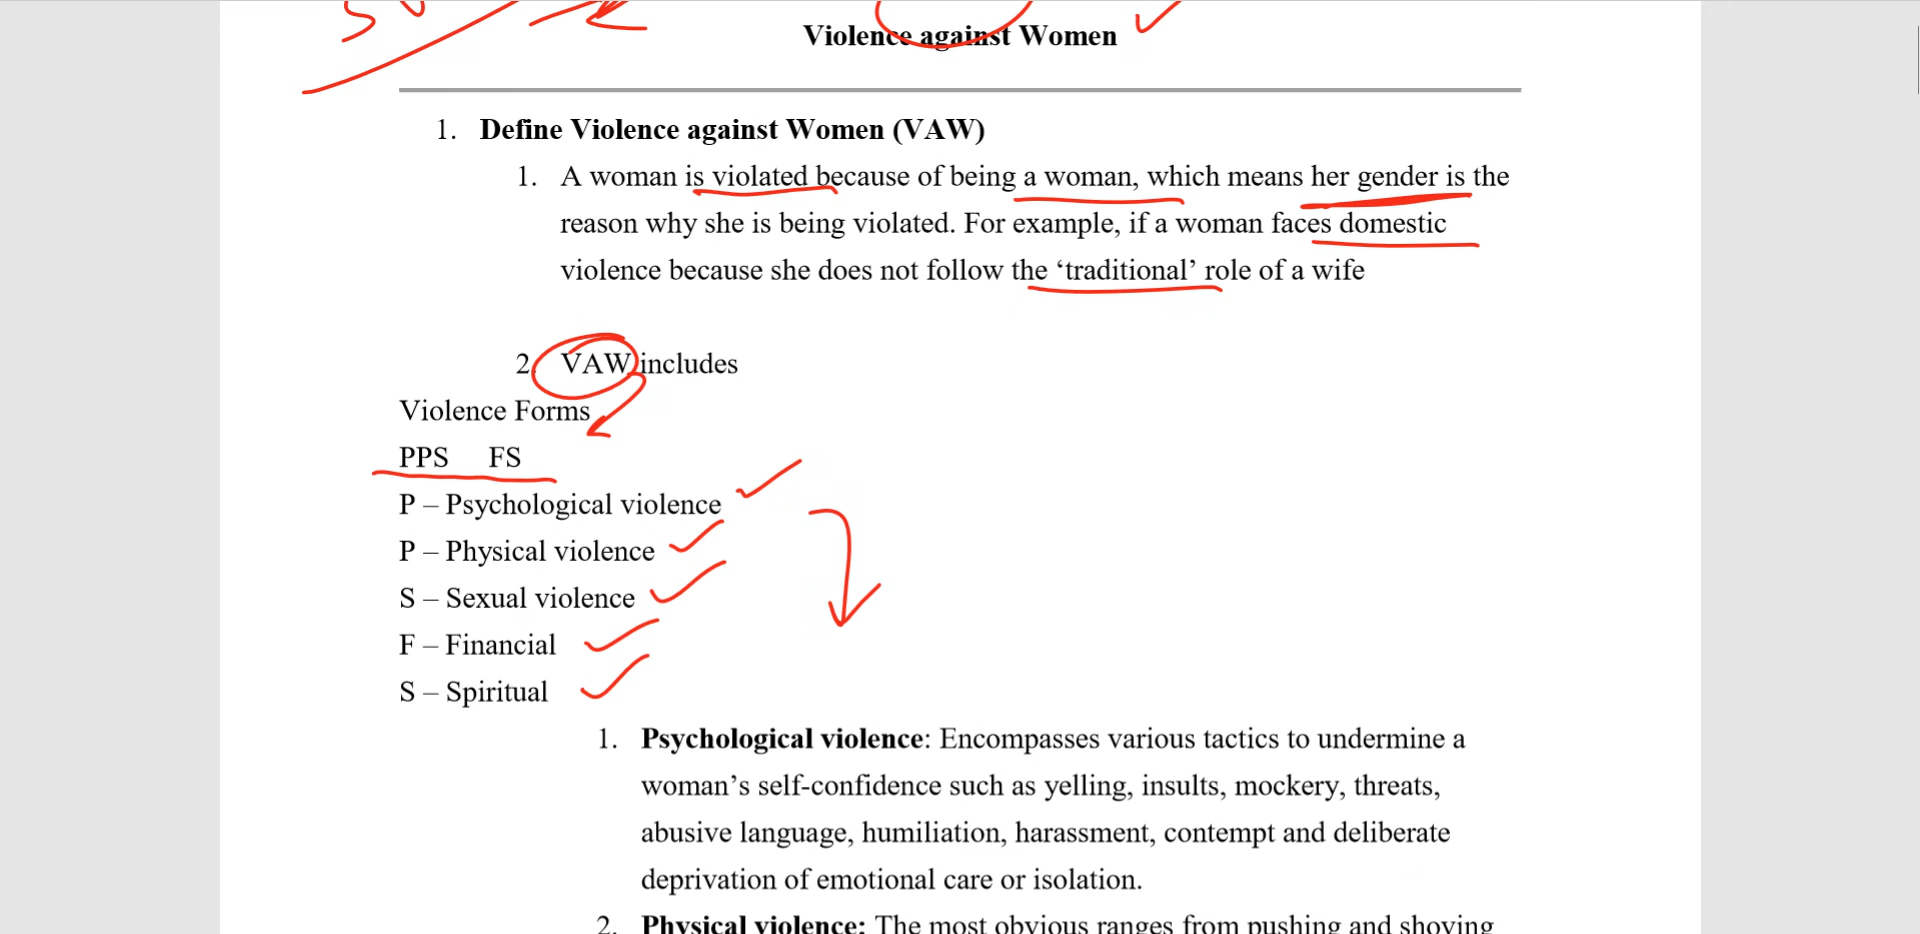 Violence against Women
1. Define Violence against Women (VAW)
1. A woman is violated because of being a woman, which means her gender is the
reason why she is being violated. For example, if a woman faces domestic
violence because she does not follow the ‘traditional’ role of a wife
2. VAW includes
Violence Forms
PPS FS
P – Psychological violence
P – Physical violence
S – Sexual violence
F – Financial
S – Spiritual
1. Psychological violence: Encompasses various tactics to undermine a
woman’s self-confidence such as yelling, insults, mockery, threats,
abusive language, humiliation, harassment, contempt and deliberate
deprivation of emotional care or isolation.
2. Physical violence: The most obvious ranges from pushing and shoving